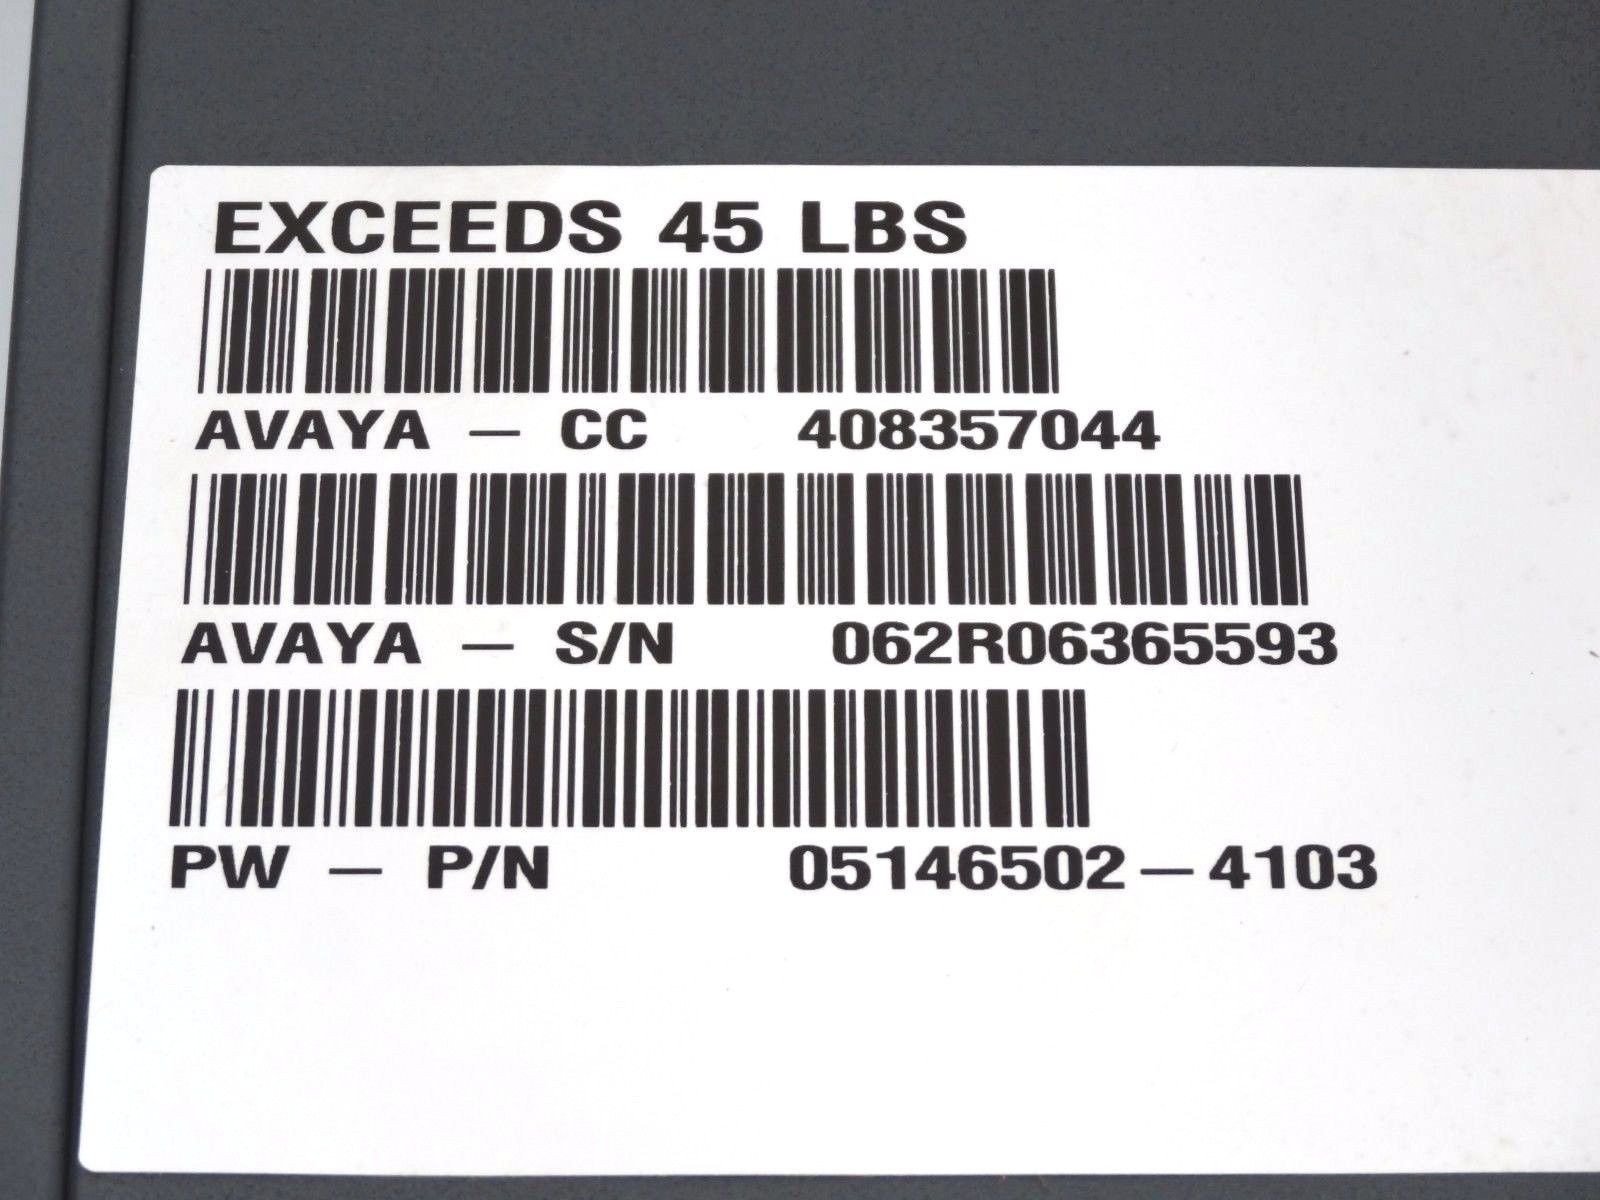 EXCEEDS 45 LBS
AVAYA — CC 408357044
AVAYA — S/N 062R06365593
PW — P/N 05146502—4103